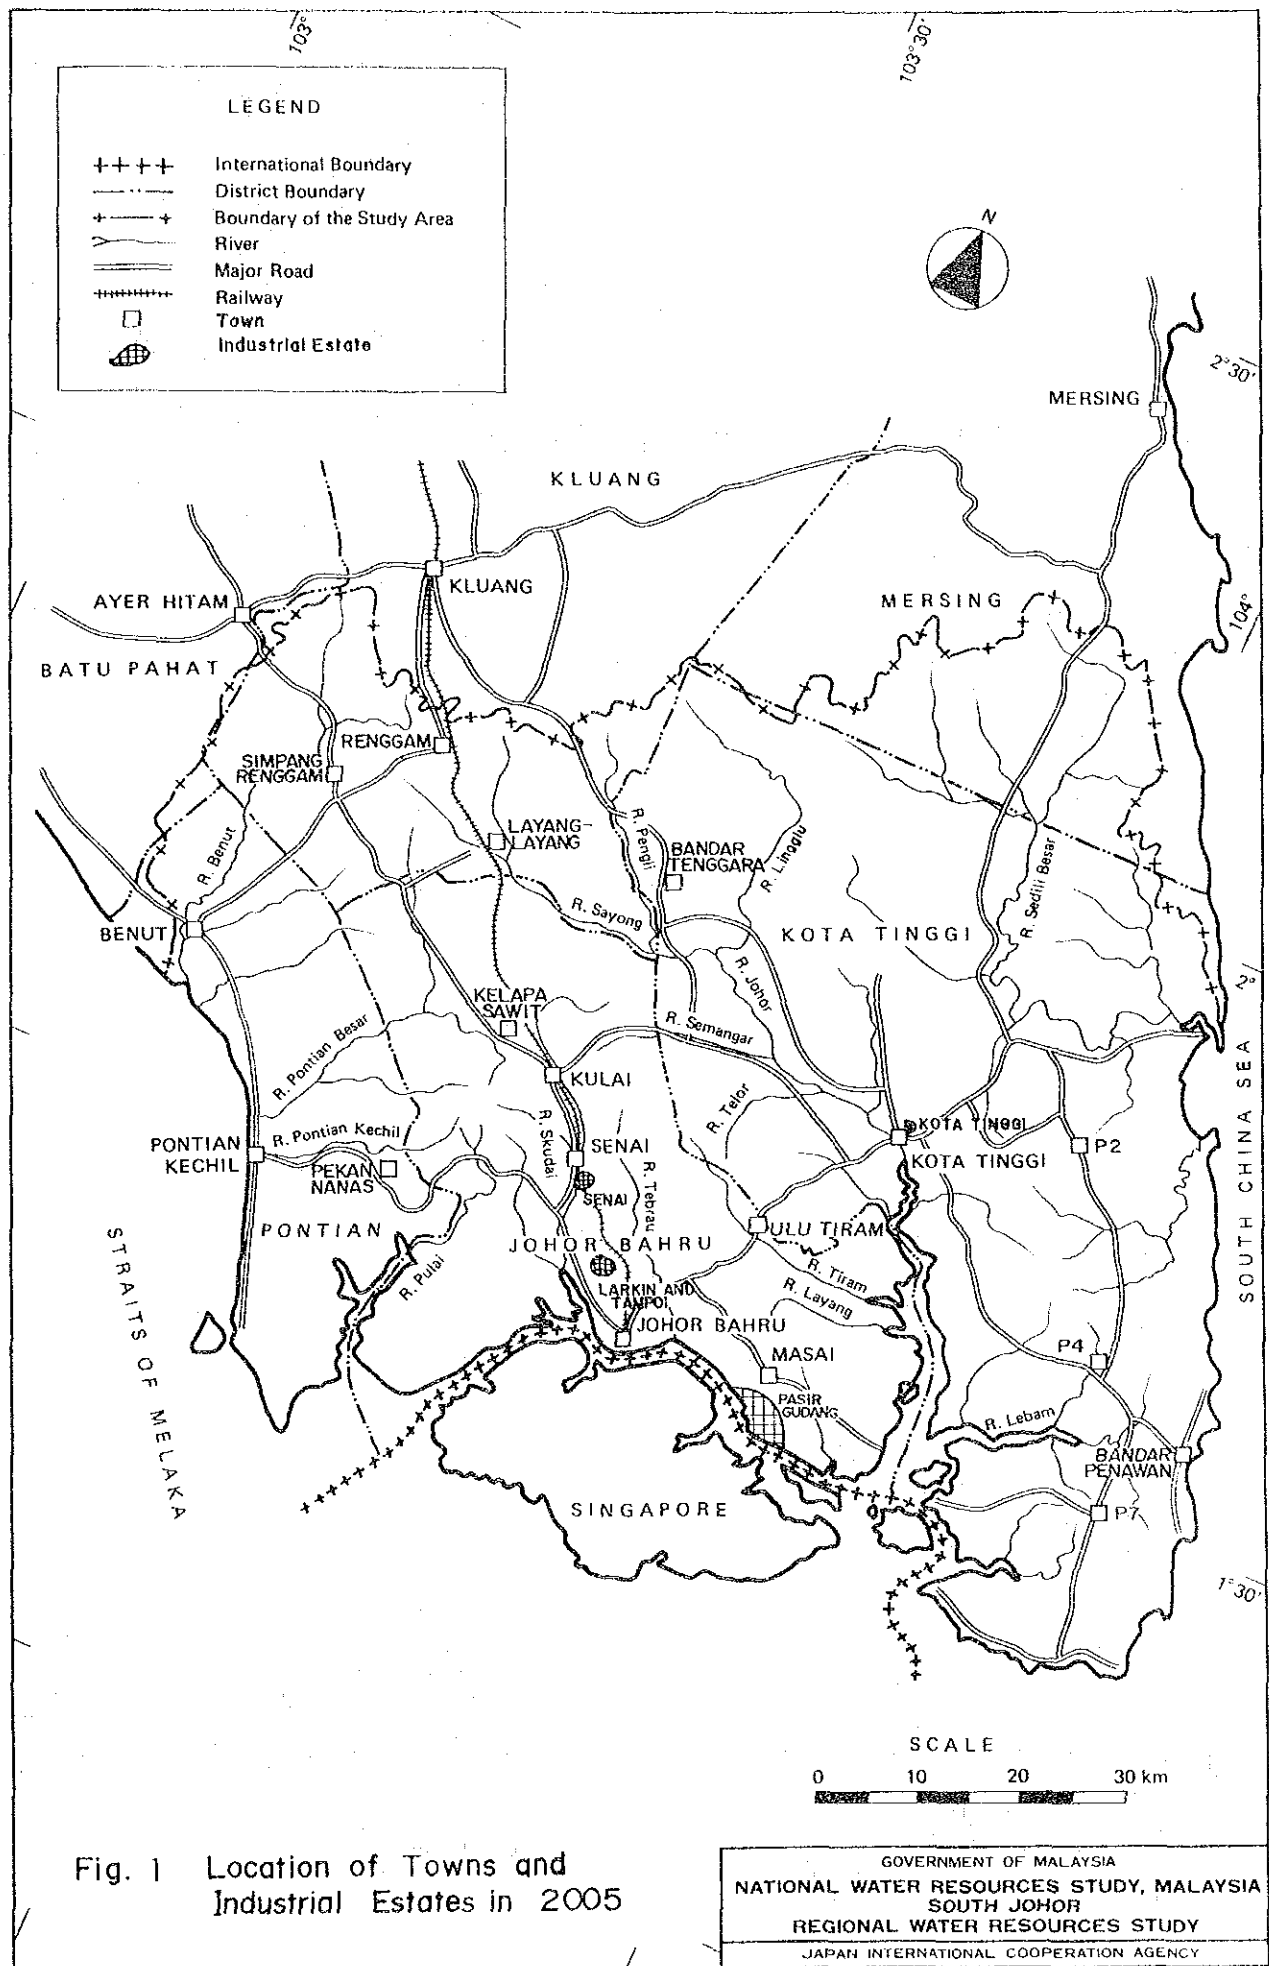 103°
103°30'
LEGEND
International Boundary
District Boundary
Boundary of the Study Area
River
Major Road
Railway
Town
Industrial Estate
N
2°30'
MERSING
KLUANG
AYER HITAM
KLUANG
MERSING
104°
BATU PAHAT
RENGGAM
SIMPANG
RENGGAM
LAYANG-
LAYANG
R. Benut
R. Pengli
BANDAR
TENGGARA
R. Linggiu
R. Sedili Besar
R. Sayong
BENUT
KOTA TINGGI
R. Johor
2°
KELAPA
SAWIT
R. Semangar
R. Pontian Besar
KULAI
R. Telor
SOUTH CHINA SEA
R. Pontian Kechil
PONTIAN
KECHIL
PEKAN
NANAS
R. Skudai
SENAI
SENAI
R. Tebrau
KOTA TINGGI
KOTA TINGGI
P2
PONTIAN
ULU TIRAM
JOHOR BAHRU
R. Pulai
R. Tiram
R. Layang
LARKIN AND
TAMPOI
JOHOR BAHRU
STRAITS OF MELAKA
MASAI
P4
PASIR
GUDANG
R. Lebam
BANDAR
PENAWAN
SINGAPORE
P7
1°30'
SCALE
0 10 20 30 km
Fig. 1 Location of Towns and
Industrial Estates in 2005
GOVERNMENT OF MALAYSIA
NATIONAL WATER RESOURCES STUDY, MALAYSIA
SOUTH JOHOR
REGIONAL WATER RESOURCES STUDY
JAPAN INTERNATIONAL COOPERATION AGENCY